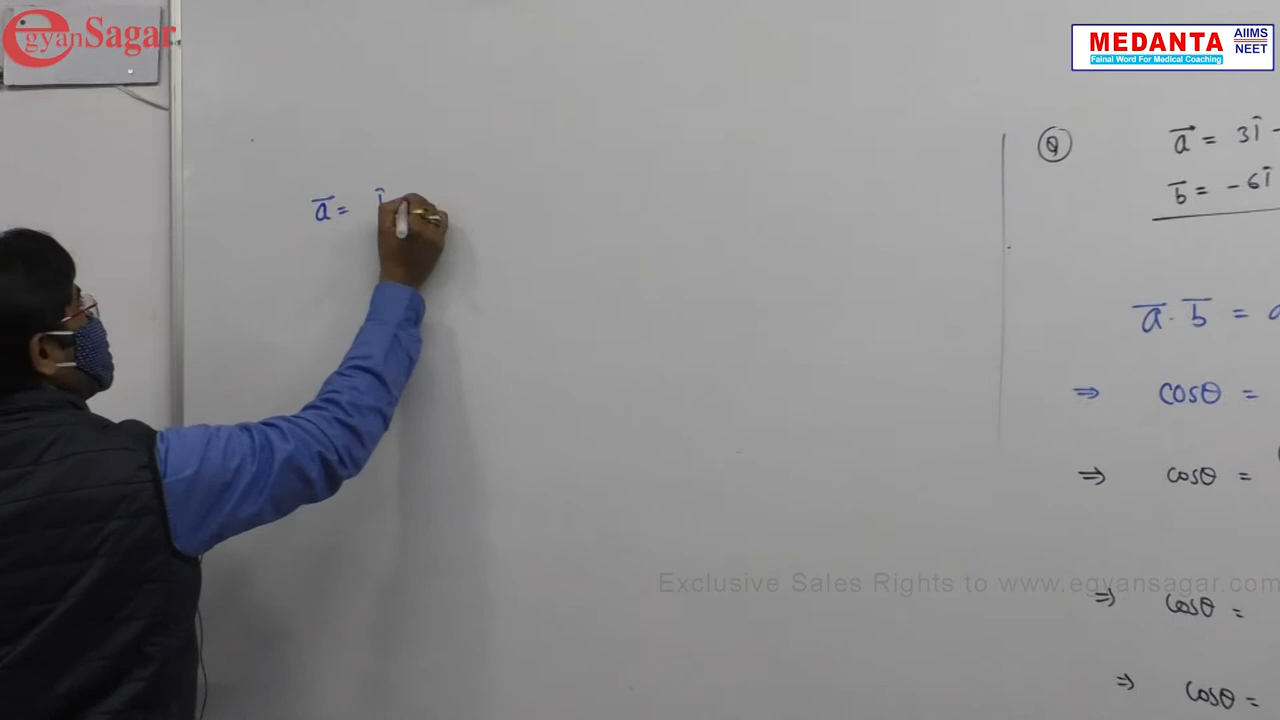 egyanSagar
MEDANTA
AIIMS
NEET
Fainal Word For Medical Coaching
a⃗ = î
Q
a⃗ = 3î -
b̅ = -6î
a̅ . b̅ =
⇒ cosθ =
⇒ cosθ =
Exclusive Sales Rights to www.egyansagar.com
⇒ cosθ =
⇒ cosθ =